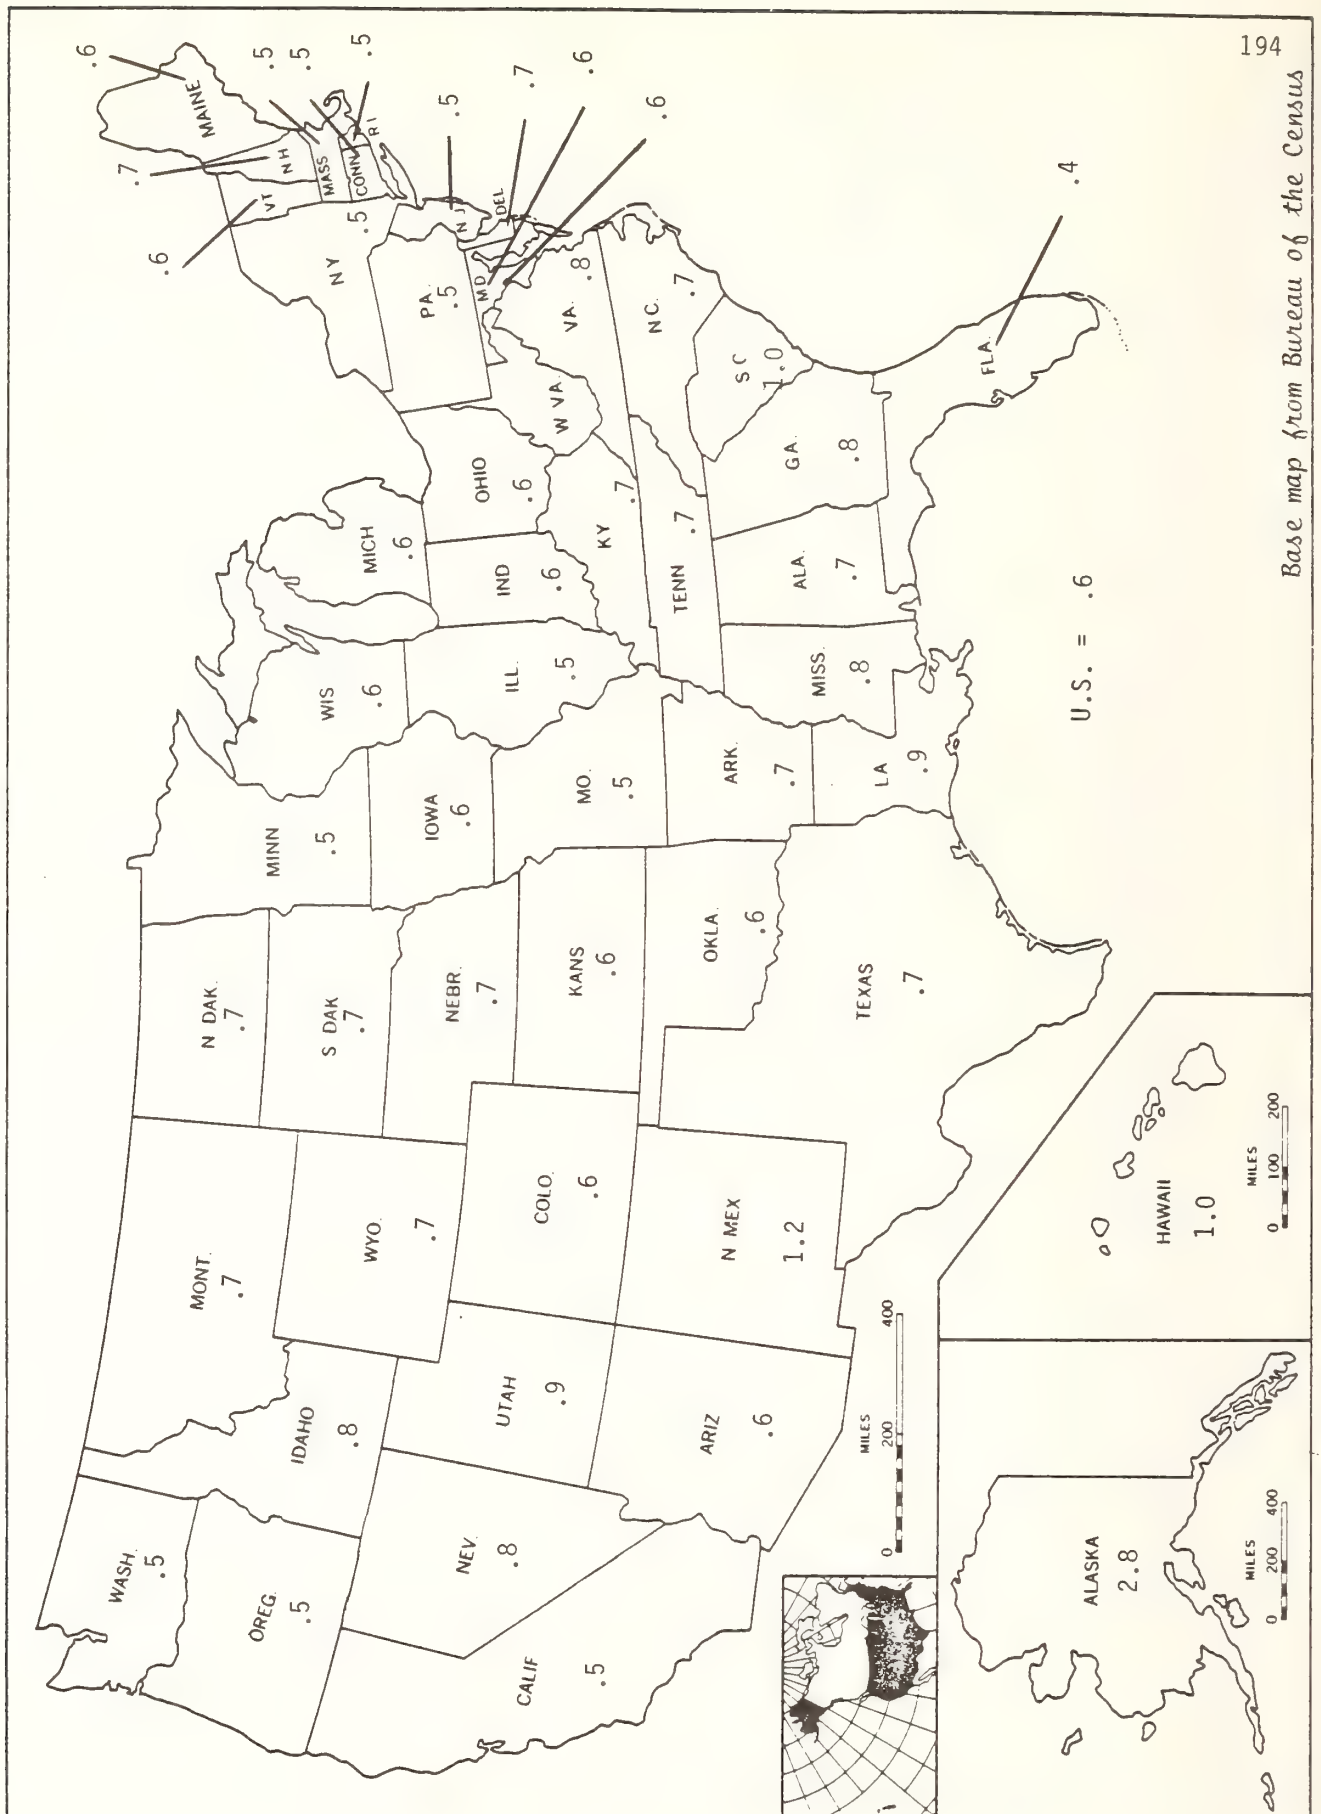 194
WASH.
.5
OREG.
.5
CALIF
.5
NEV.
.8
IDAHO
.8
MONT.
.7
WYO.
.7
UTAH
.9
ARIZ
.6
COLO.
.6
N MEX
1.2
N DAK.
.7
S DAK
.7
NEBR.
.7
KANS
.6
OKLA.
.6
TEXAS
.7
MINN
.5
IOWA
.6
MO.
.5
ARK.
.7
LA
.9
WIS
.6
ILL.
.5
MICH
.6
IND
.6
OHIO
.6
KY
.7
TENN
.7
MISS.
.8
ALA.
.7
GA.
.8
FLA.
.4
S C
1.0
N C.
.7
VA.
.8
W VA.
PA.
.5
NY
.5
VT
.6
NH
.7
MAINE
.6
MASS
.5
CONN
.5
R I
.5
N J
.5
DEL
.7
MD
.6
.6
U.S. = .6
MILES
0 200 400
ALASKA
2.8
MILES
0 200 400
HAWAII
1.0
MILES
0 100 200
Base map from Bureau of the Census